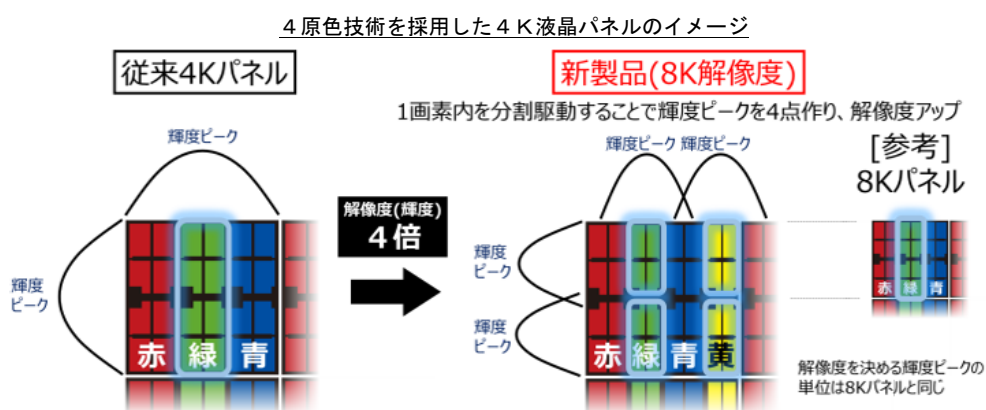 ４原色技術を採用した４Ｋ液晶パネルのイメージ
従来4Kパネル
新製品(8K解像度)
1画素内を分割駆動することで輝度ピークを4点作り、解像度アップ
輝度ピーク
輝度ピーク 輝度ピーク
[参考]
8Kパネル
解像度(輝度)
４倍
輝度
ピーク
輝度
ピーク
輝度
ピーク
赤 緑 青
赤 緑 青 黄
赤 緑 青
解像度を決める輝度ピークの
単位は8Kパネルと同じ